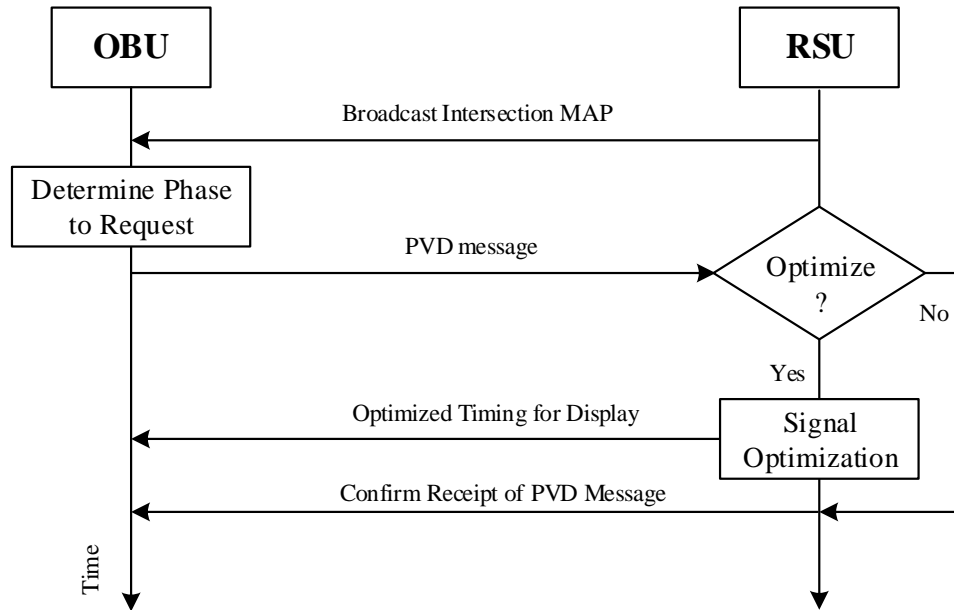 OBU
RSU
Broadcast Intersection MAP
Determine Phase
to Request
PVD message
Optimize
?
No
Yes
Optimized Timing for Display
Signal
Optimization
Confirm Receipt of PVD Message
Time